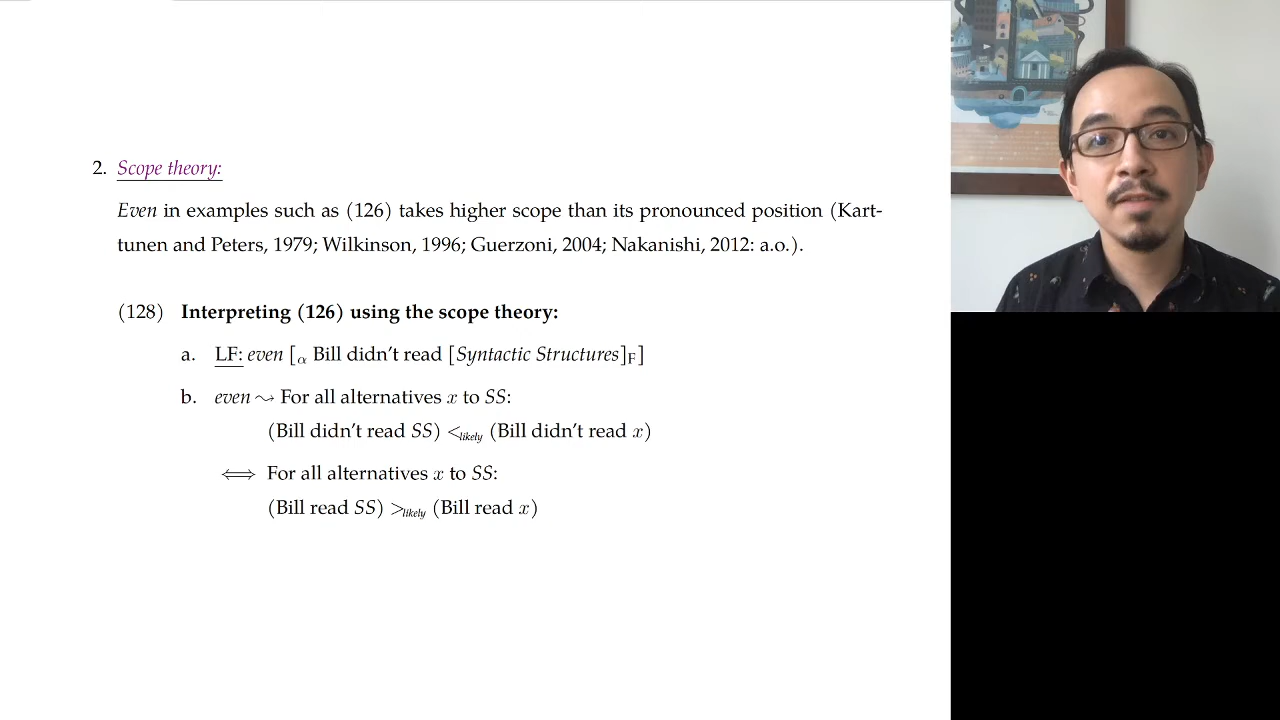 2. Scope theory:
Even in examples such as (126) takes higher scope than its pronounced position (Kart-
tunen and Peters, 1979; Wilkinson, 1996; Guerzoni, 2004; Nakanishi, 2012: a.o.).
(128) Interpreting (126) using the scope theory:
a. LF: even [α Bill didn't read [Syntactic Structures]F]
b. even ⤳ For all alternatives x to SS:
(Bill didn't read SS) <likely (Bill didn't read x)
⟺ For all alternatives x to SS:
(Bill read SS) >likely (Bill read x)